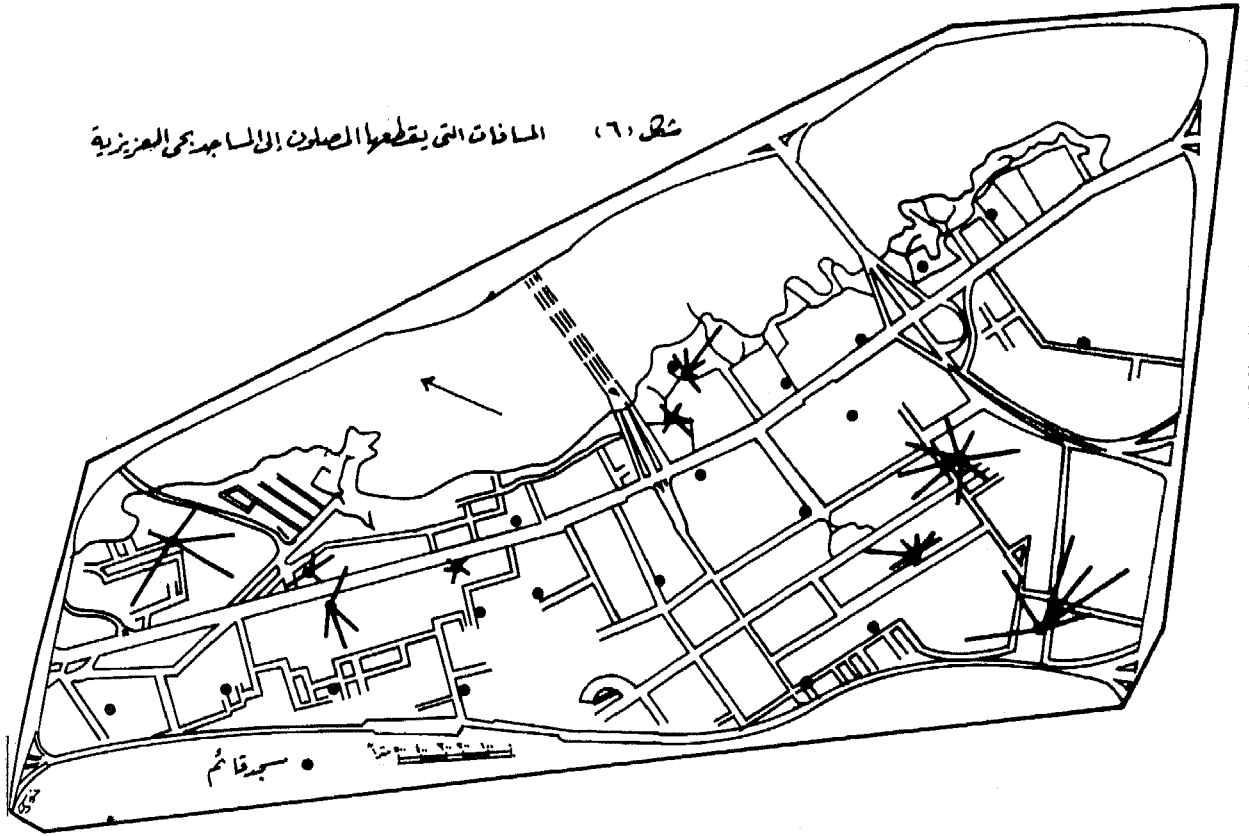 شكل (٦) المسافات التي يقطعها المصلون إلى المساجد بحي العزيزية
مسجد قائم